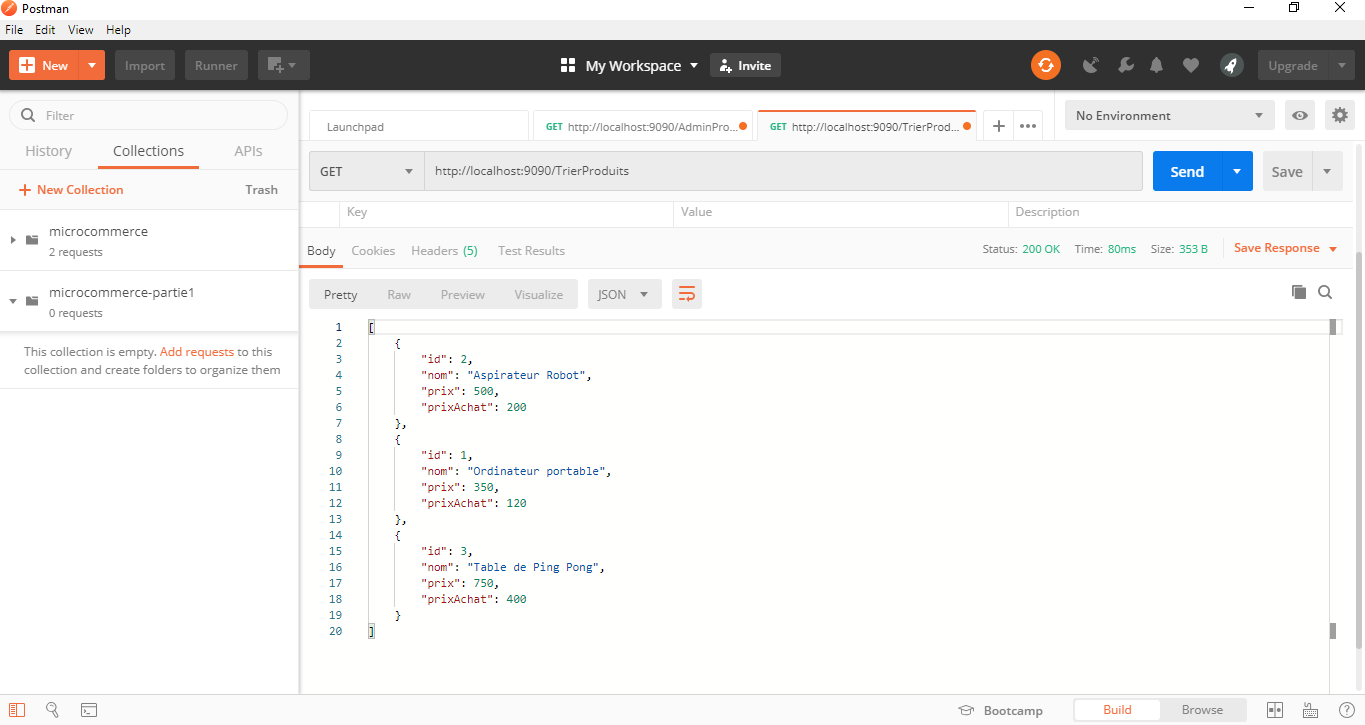 Postman
File Edit View Help
New Import Runner My Workspace Invite Upgrade
Filter
History Collections APIs
New Collection Trash
microcommerce
2 requests
microcommerce-partie1
0 requests
This collection is empty. Add requests to this
collection and create folders to organize them
Launchpad GET http://localhost:9090/AdminPro... GET http://localhost:9090/TrierProd... No Environment
GET http://localhost:9090/TrierProduits Send Save
Key Value Description
Body Cookies Headers (5) Test Results Status: 200 OK Time: 80ms Size: 353 B Save Response
Pretty Raw Preview Visualize JSON
1 [
2 {
3 "id": 2,
4 "nom": "Aspirateur Robot",
5 "prix": 500,
6 "prixAchat": 200
7 },
8 {
9 "id": 1,
10 "nom": "Ordinateur portable",
11 "prix": 350,
12 "prixAchat": 120
13 },
14 {
15 "id": 3,
16 "nom": "Table de Ping Pong",
17 "prix": 750,
18 "prixAchat": 400
19 }
20 ]
Bootcamp Build Browse